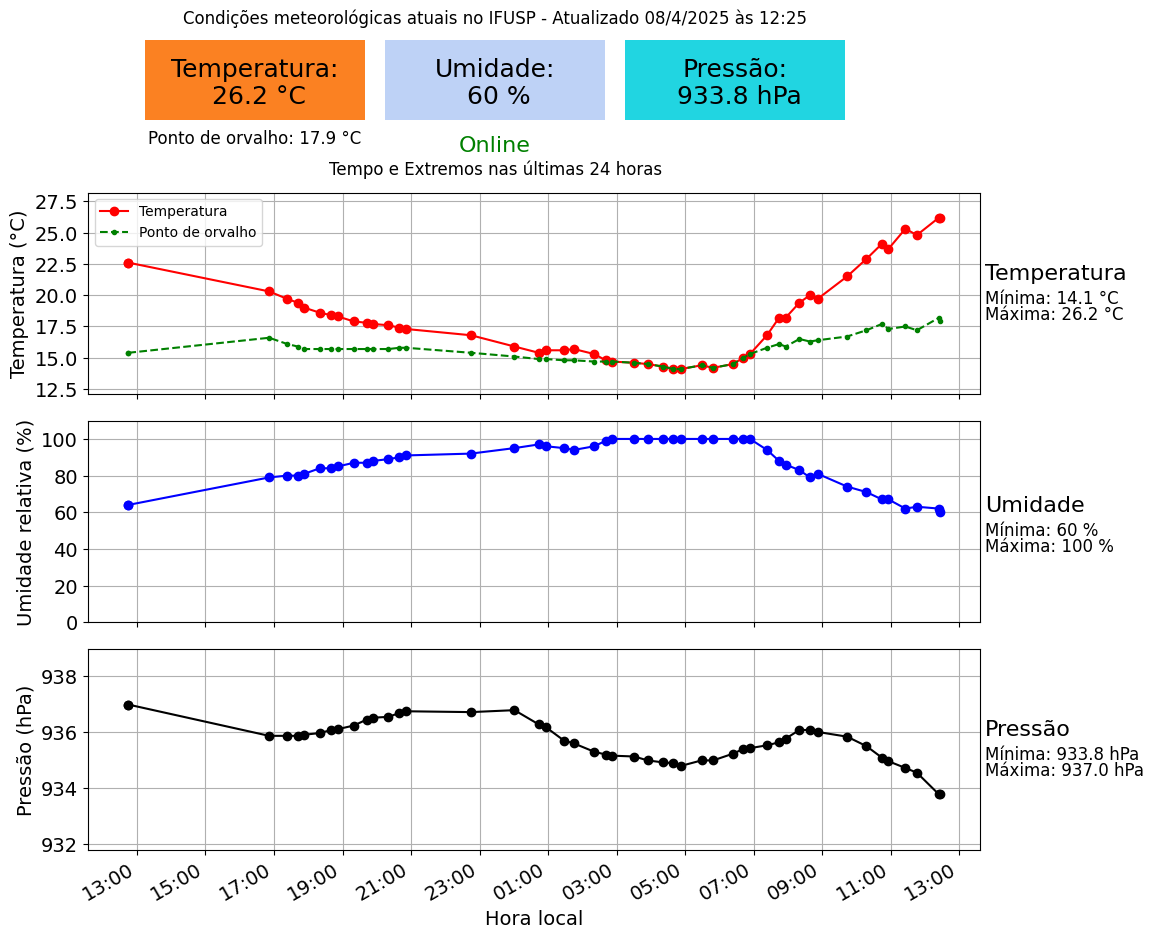 Condições meteorológicas atuais no IFUSP - Atualizado 08/4/2025 às 12:25
Temperatura:
26.2 °C
Umidade:
60 %
Pressão:
933.8 hPa
Ponto de orvalho: 17.9 °C
Online
Tempo e Extremos nas últimas 24 horas
Temperatura (°C)
27.5
25.0
22.5
20.0
17.5
15.0
12.5
Temperatura
Ponto de orvalho
Temperatura
Mínima: 14.1 °C
Máxima: 26.2 °C
Umidade relativa (%)
100
80
60
40
20
0
Umidade
Mínima: 60 %
Máxima: 100 %
Pressão (hPa)
938
936
934
932
Pressão
Mínima: 933.8 hPa
Máxima: 937.0 hPa
13:00 15:00 17:00 19:00 21:00 23:00 01:00 03:00 05:00 07:00 09:00 11:00 13:00
Hora local